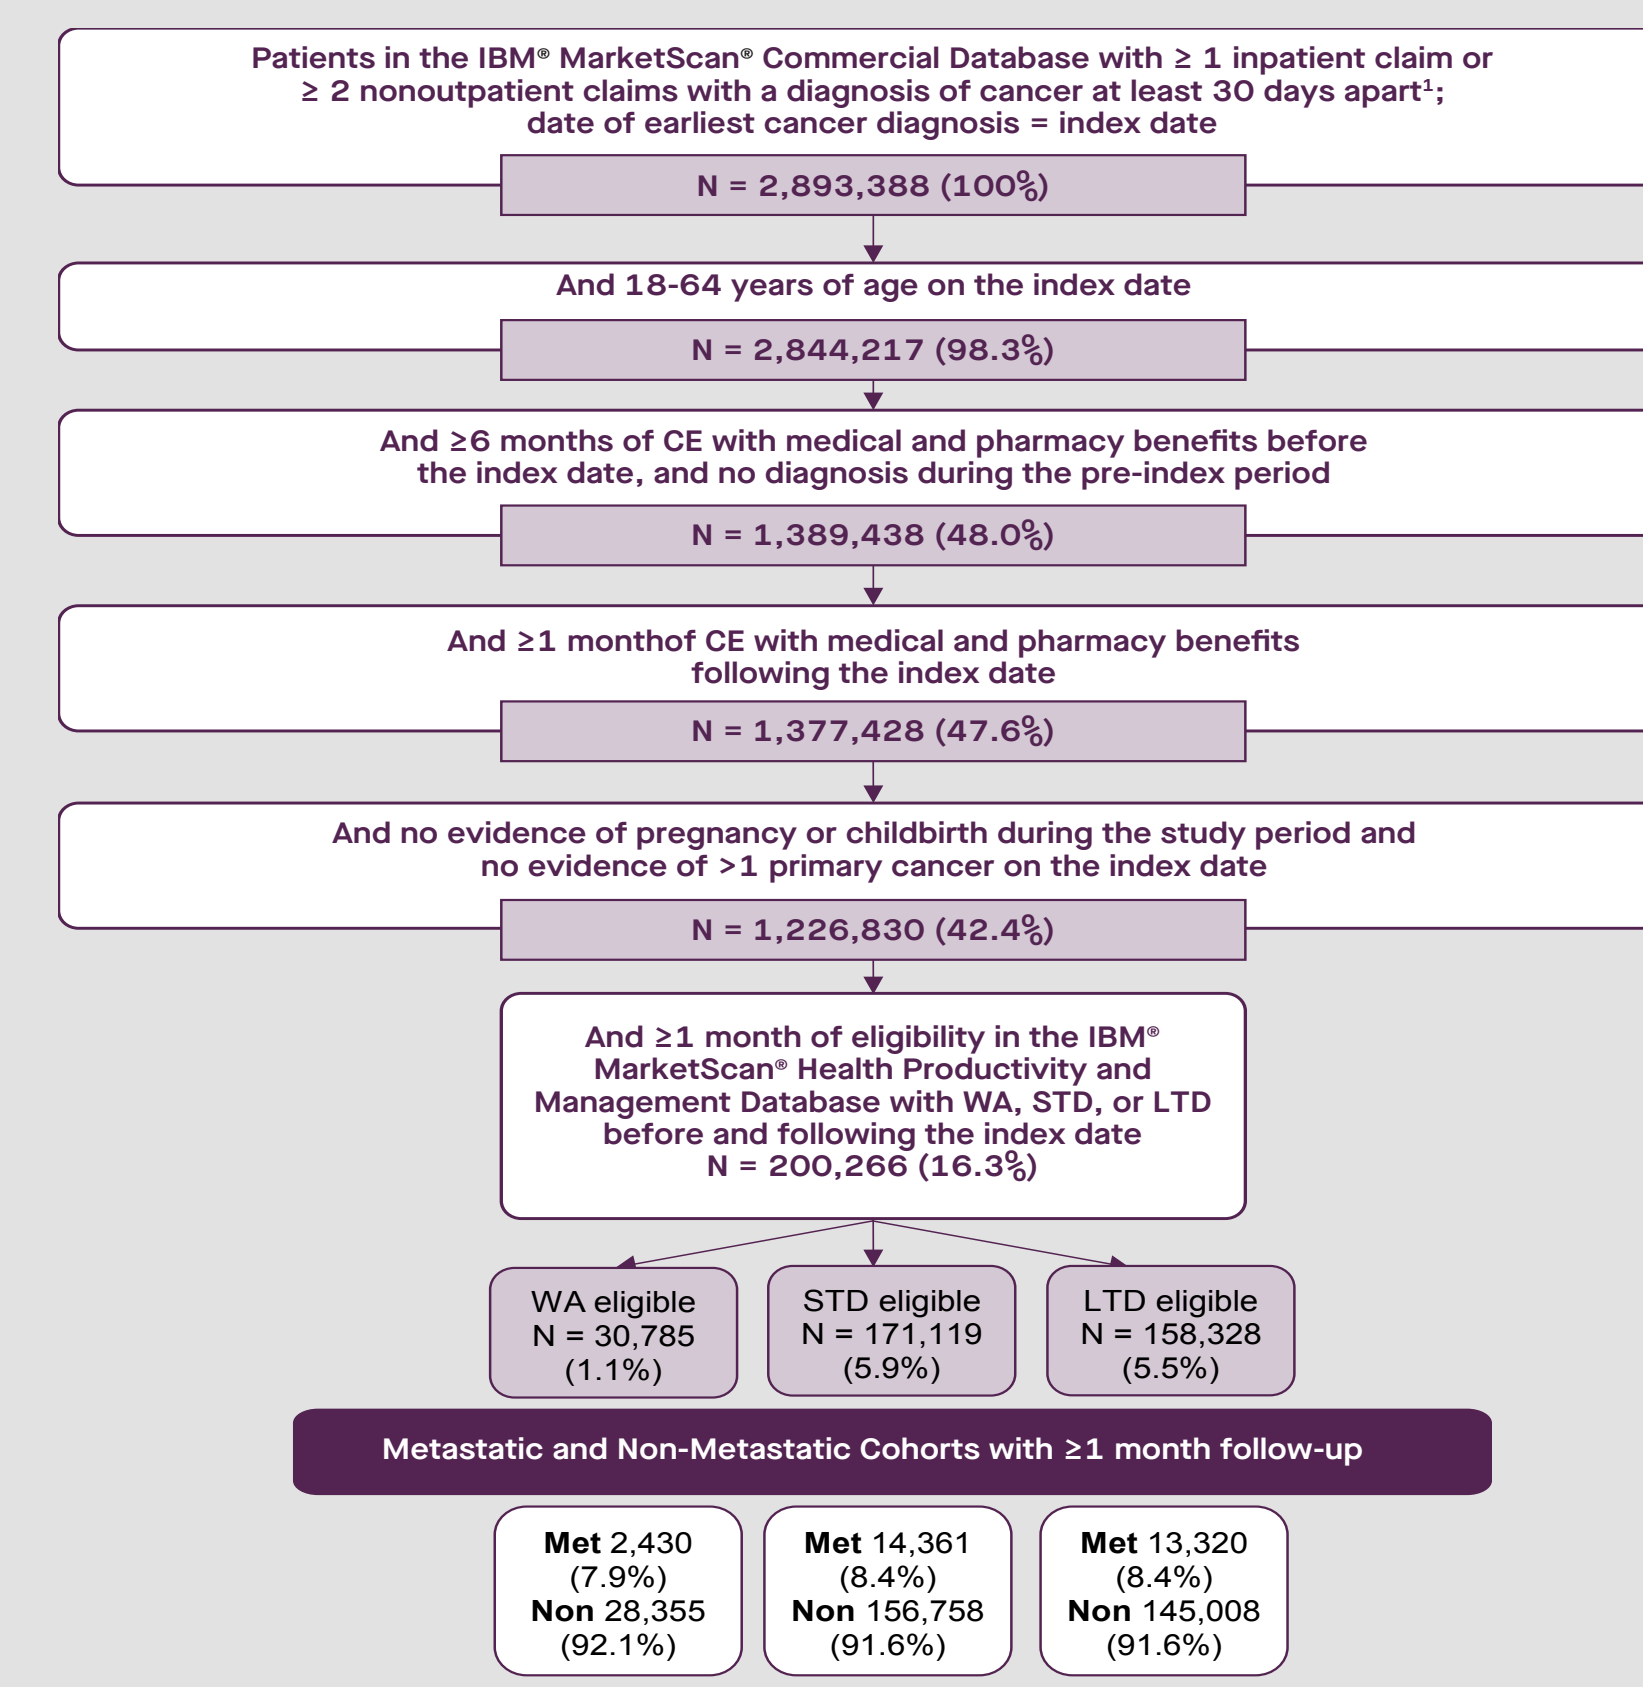 Patients in the IBM® MarketScan® Commercial Database with ≥ 1 inpatient claim or
≥ 2 nonoutpatient claims with a diagnosis of cancer at least 30 days apart¹;
date of earliest cancer diagnosis = index date
N = 2,893,388 (100%)
And 18-64 years of age on the index date
N = 2,844,217 (98.3%)
And ≥6 months of CE with medical and pharmacy benefits before
the index date, and no diagnosis during the pre-index period
N = 1,389,438 (48.0%)
And ≥1 monthof CE with medical and pharmacy benefits
following the index date
N = 1,377,428 (47.6%)
And no evidence of pregnancy or childbirth during the study period and
no evidence of >1 primary cancer on the index date
N = 1,226,830 (42.4%)
And ≥1 month of eligibility in the IBM®
MarketScan® Health Productivity and
Management Database with WA, STD, or LTD
before and following the index date
N = 200,266 (16.3%)
WA eligible
N = 30,785
(1.1%)
STD eligible
N = 171,119
(5.9%)
LTD eligible
N = 158,328
(5.5%)
Metastatic and Non-Metastatic Cohorts with ≥1 month follow-up
Met 2,430
(7.9%)
Non 28,355
(92.1%)
Met 14,361
(8.4%)
Non 156,758
(91.6%)
Met 13,320
(8.4%)
Non 145,008
(91.6%)